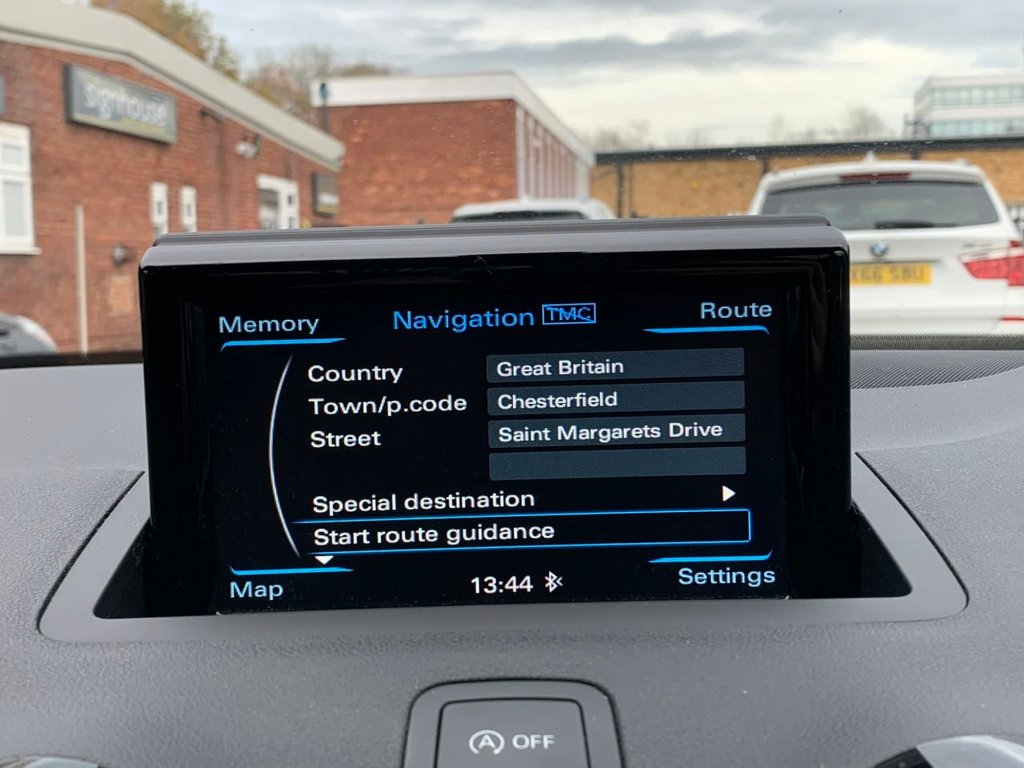 signhouse
Memory
Navigation TMC
Route
Country
Great Britain
Town/p.code
Chesterfield
Street
Saint Margarets Drive
Special destination
Start route guidance
Map
13:44
Settings
A OFF